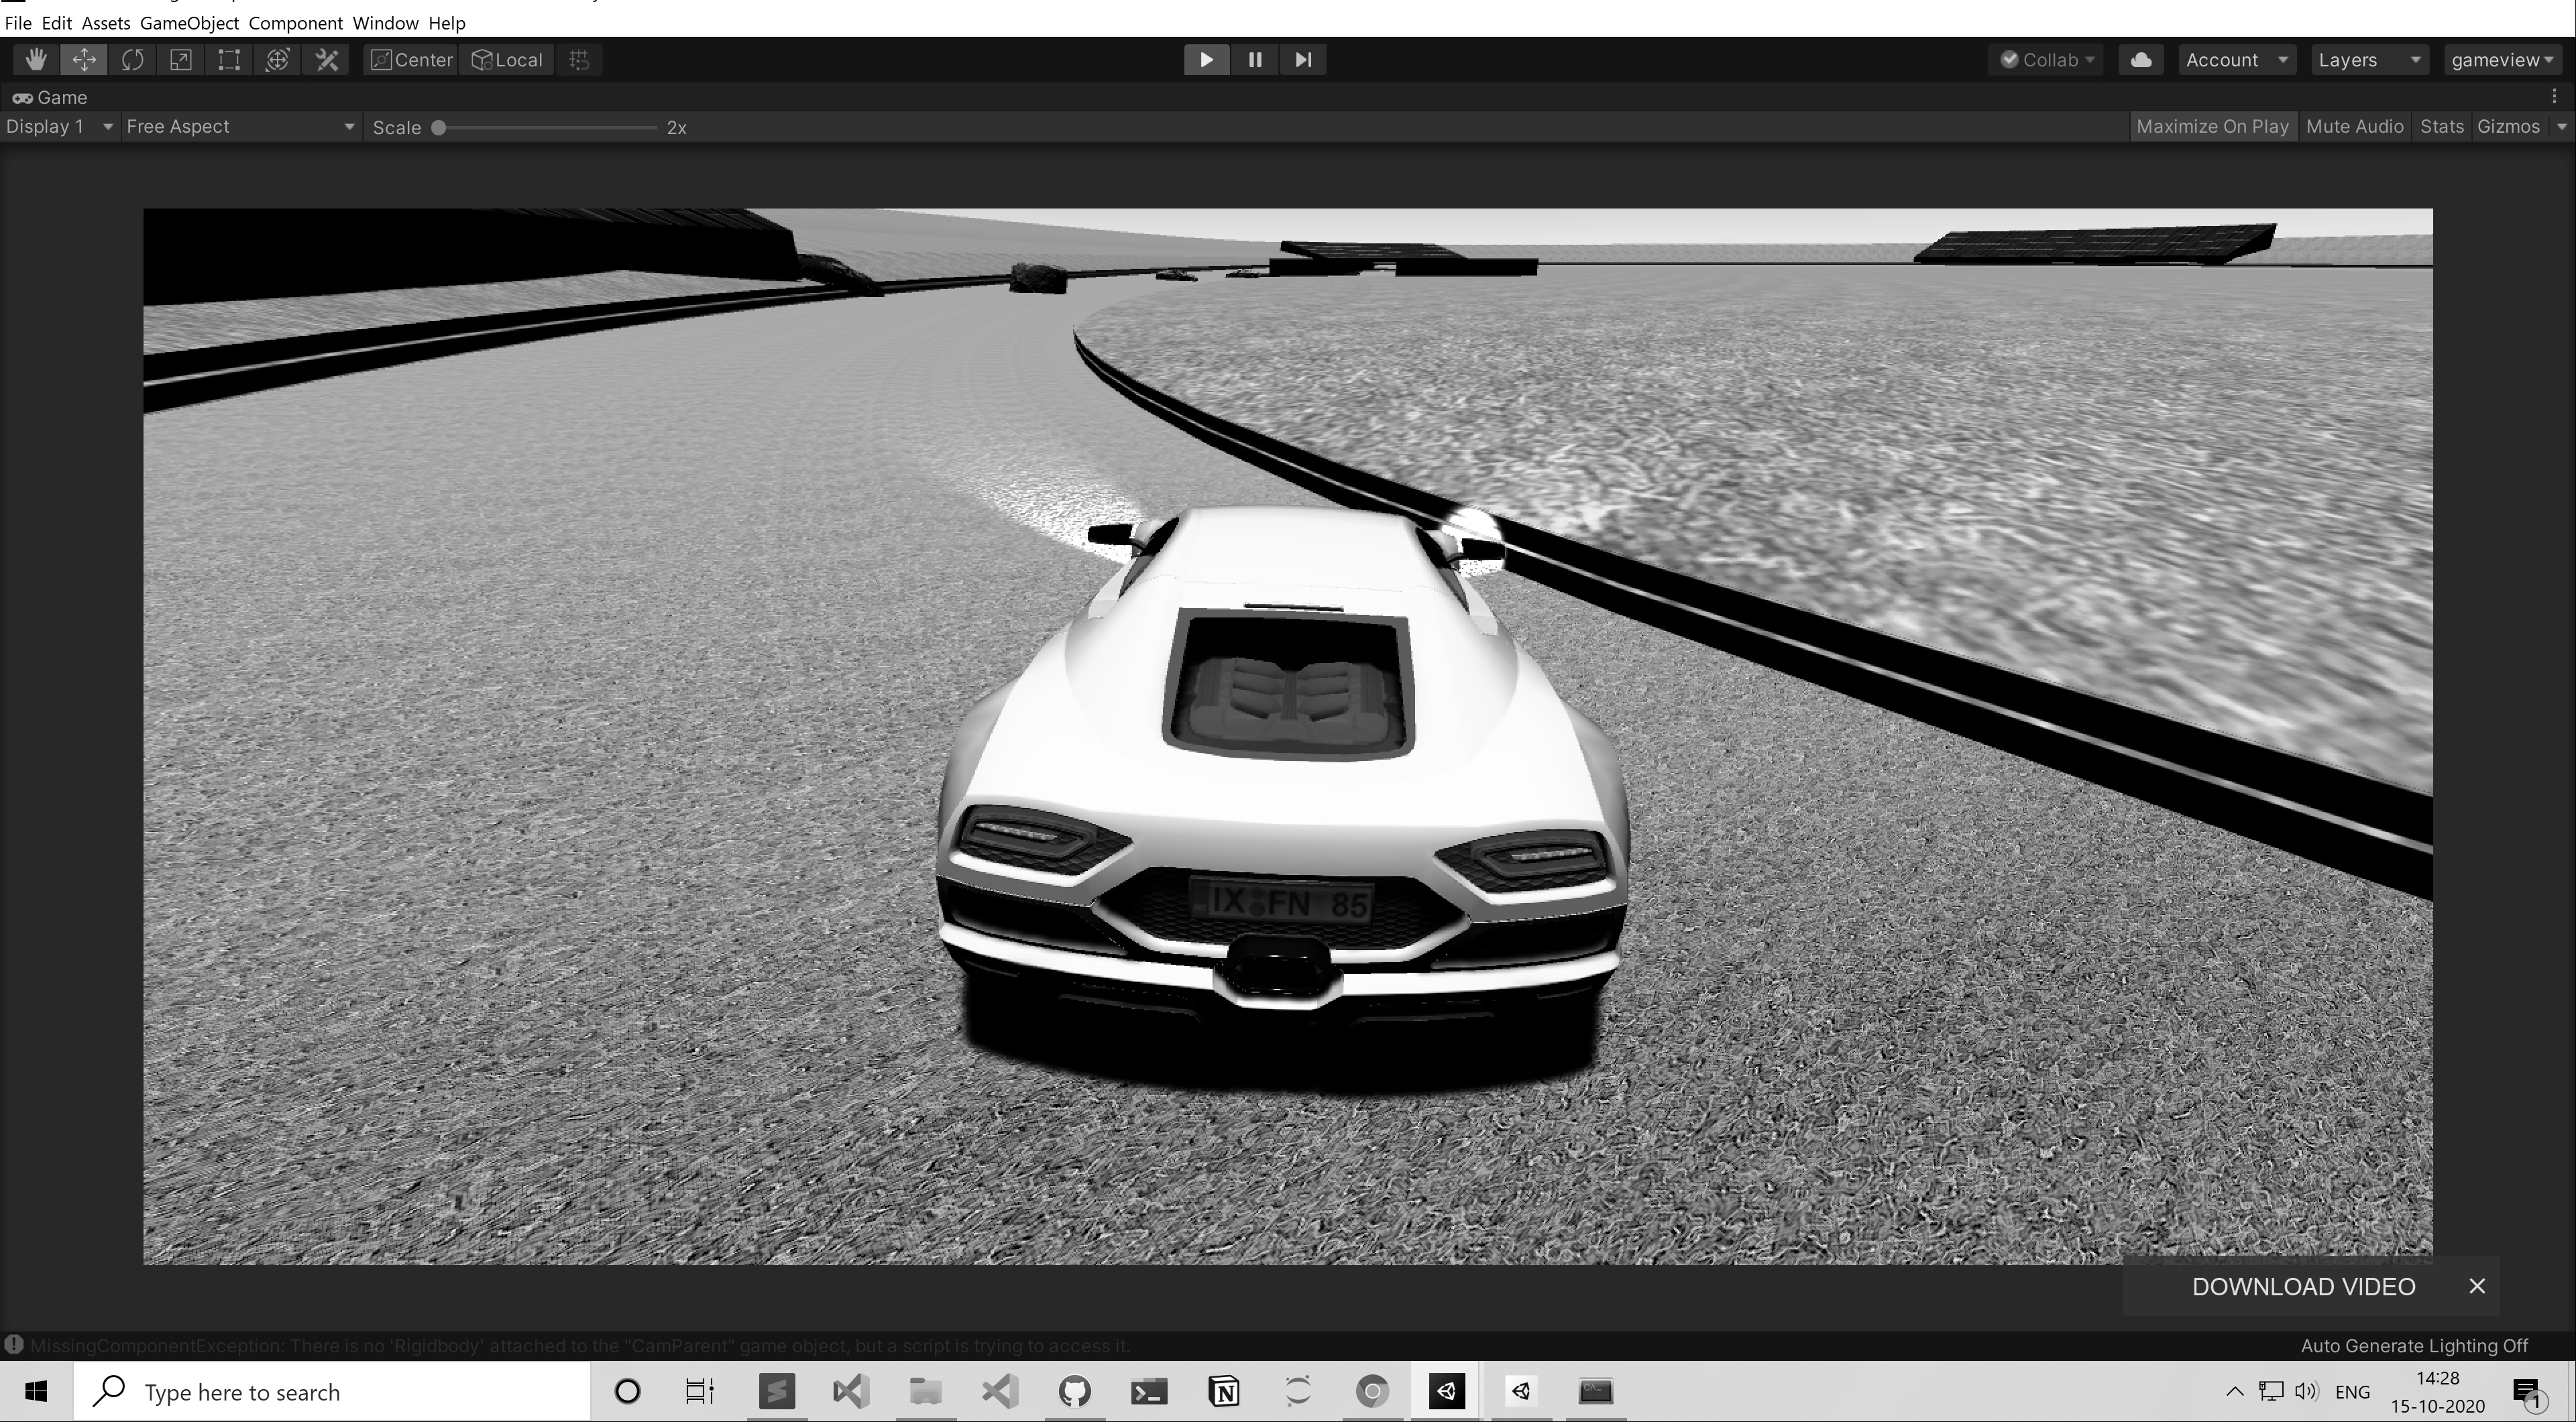 File Edit Assets GameObject Component Window Help
Center Local Collab Account Layers gameview
Game
Display 1 Free Aspect Scale 2x Maximize On Play Mute Audio Stats Gizmos
IX FN 85
DOWNLOAD VIDEO
MissingComponentException: There is no 'Rigidbody' attached to the "CamParent" game object, but a script is trying to access it.
Auto Generate Lighting Off
Type here to search
ENG
14:28
15-10-2020
1